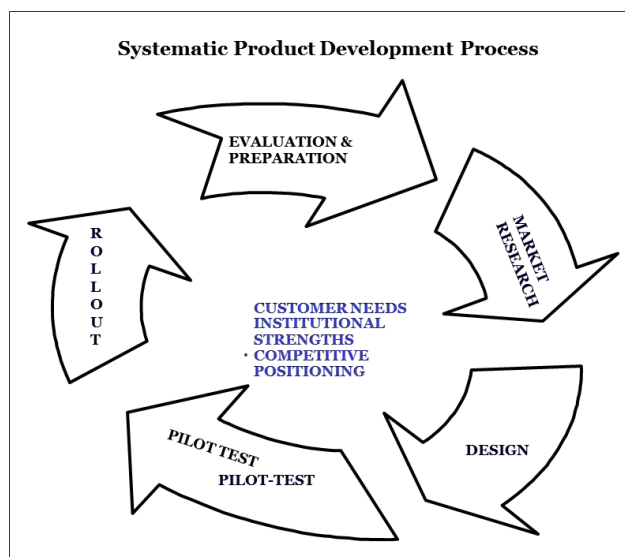 Systematic Product Development Process
EVALUATION &
PREPARATION
MARKET
RESEARCH
ROLLOUT
CUSTOMER NEEDS
INSTITUTIONAL
STRENGTHS
· COMPETITIVE
POSITIONING
DESIGN
PILOT TEST
PILOT-TEST